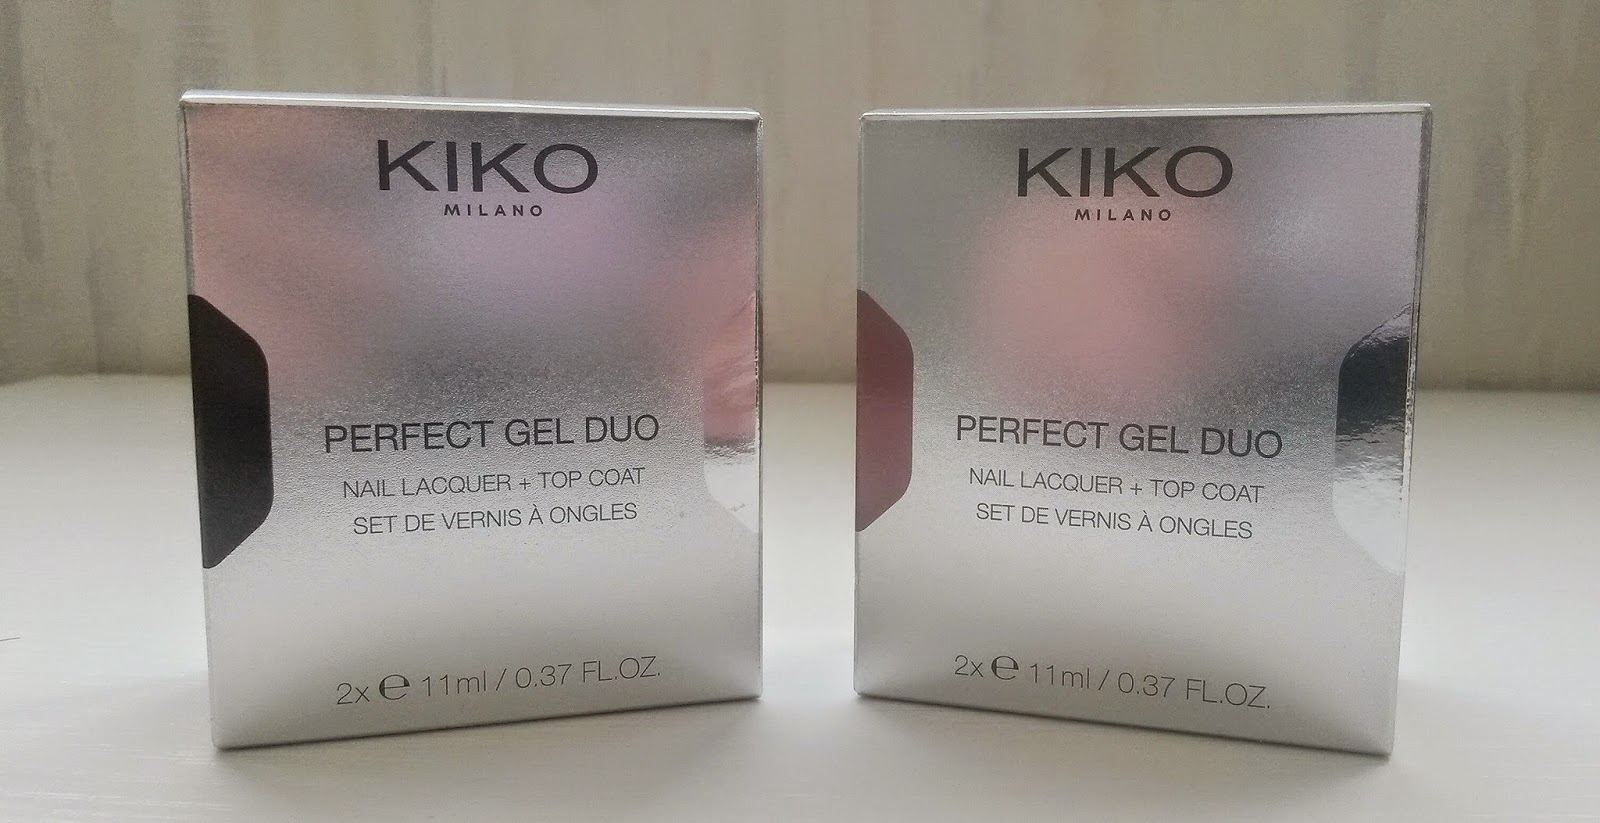 KIKO
MILANO
PERFECT GEL DUO
NAIL LACQUER + TOP COAT
SET DE VERNIS À ONGLES
2x ℮ 11ml / 0.37 FL.OZ.
KIKO
MILANO
PERFECT GEL DUO
NAIL LACQUER + TOP COAT
SET DE VERNIS À ONGLES
2x ℮ 11ml / 0.37 FL.OZ.